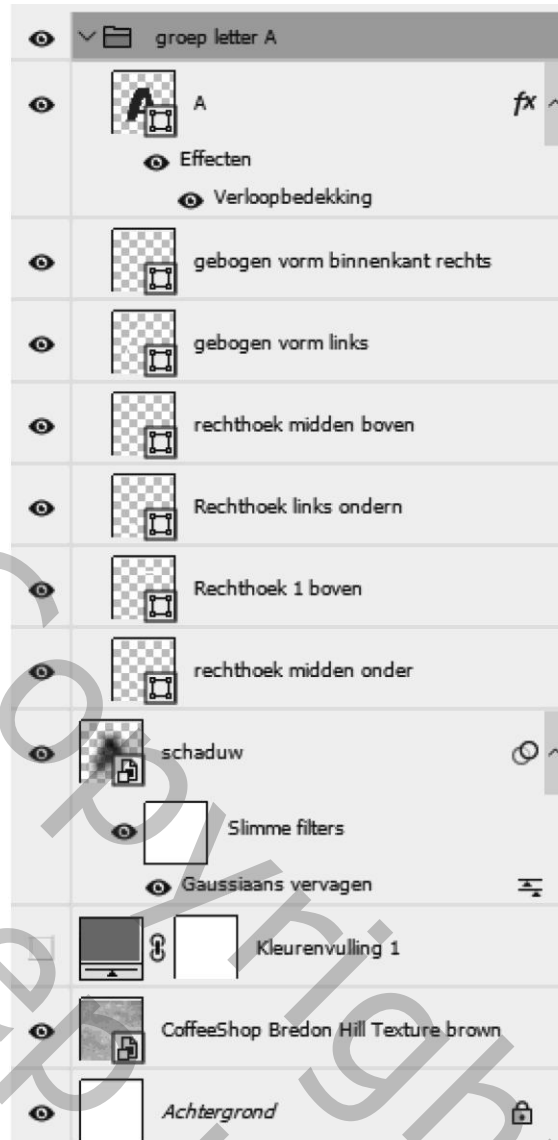 groep letter A
A
fx
Effecten
Verloopbedekking
gebogen vorm binnenkant rechts
gebogen vorm links
rechthoek midden boven
Rechthoek links ondern
Rechthoek 1 boven
rechthoek midden onder
schaduw
Slimme filters
Gaussiaans vervagen
Kleurenvulling 1
CoffeeShop Bredon Hill Texture brown
Achtergrond
Copyright